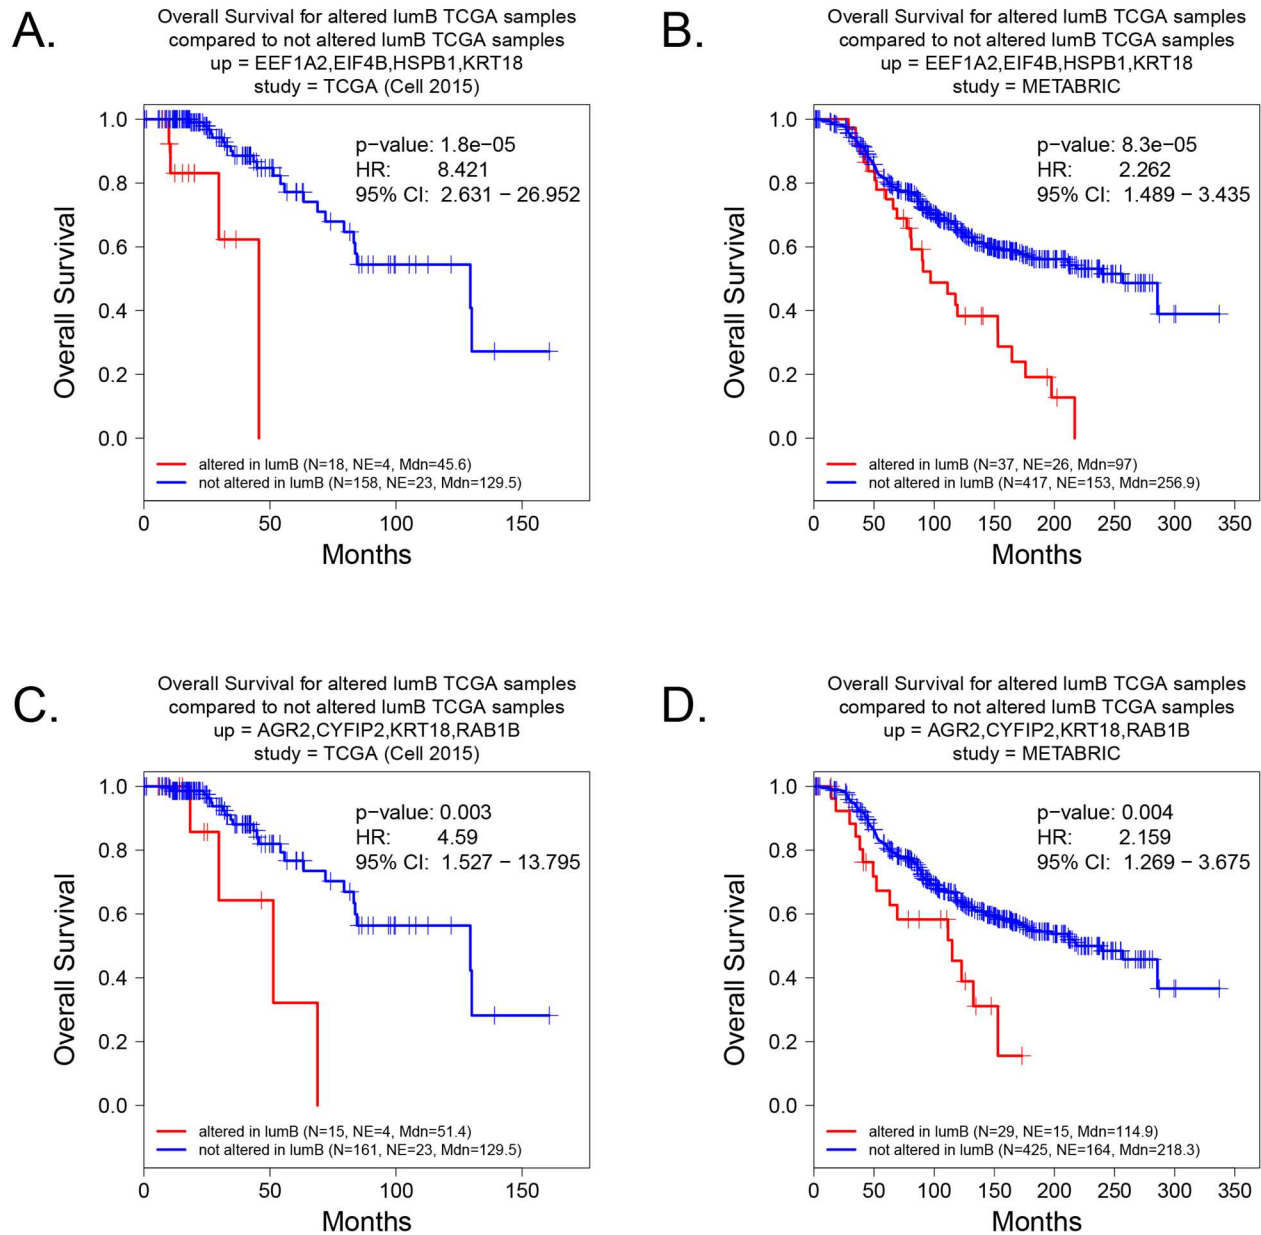 A.
Overall Survival for altered lumB TCGA samples
compared to not altered lumB TCGA samples
up = EEF1A2,EIF4B,HSPB1,KRT18
study = TCGA (Cell 2015)
p-value: 1.8e−05
HR: 8.421
95% CI: 2.631 − 26.952
Overall Survival
1.0
0.8
0.6
0.4
0.2
0.0
altered in lumB (N=18, NE=4, Mdn=45.6)
not altered in lumB (N=158, NE=23, Mdn=129.5)
0 50 100 150
Months
B.
Overall Survival for altered lumB TCGA samples
compared to not altered lumB TCGA samples
up = EEF1A2,EIF4B,HSPB1,KRT18
study = METABRIC
p-value: 8.3e−05
HR: 2.262
95% CI: 1.489 − 3.435
Overall Survival
1.0
0.8
0.6
0.4
0.2
0.0
altered in lumB (N=37, NE=26, Mdn=97)
not altered in lumB (N=417, NE=153, Mdn=256.9)
0 50 100 150 200 250 300 350
Months
C.
Overall Survival for altered lumB TCGA samples
compared to not altered lumB TCGA samples
up = AGR2,CYFIP2,KRT18,RAB1B
study = TCGA (Cell 2015)
p-value: 0.003
HR: 4.59
95% CI: 1.527 − 13.795
Overall Survival
1.0
0.8
0.6
0.4
0.2
0.0
altered in lumB (N=15, NE=4, Mdn=51.4)
not altered in lumB (N=161, NE=23, Mdn=129.5)
0 50 100 150
Months
D.
Overall Survival for altered lumB TCGA samples
compared to not altered lumB TCGA samples
up = AGR2,CYFIP2,KRT18,RAB1B
study = METABRIC
p-value: 0.004
HR: 2.159
95% CI: 1.269 − 3.675
Overall Survival
1.0
0.8
0.6
0.4
0.2
0.0
altered in lumB (N=29, NE=15, Mdn=114.9)
not altered in lumB (N=425, NE=164, Mdn=218.3)
0 50 100 150 200 250 300 350
Months